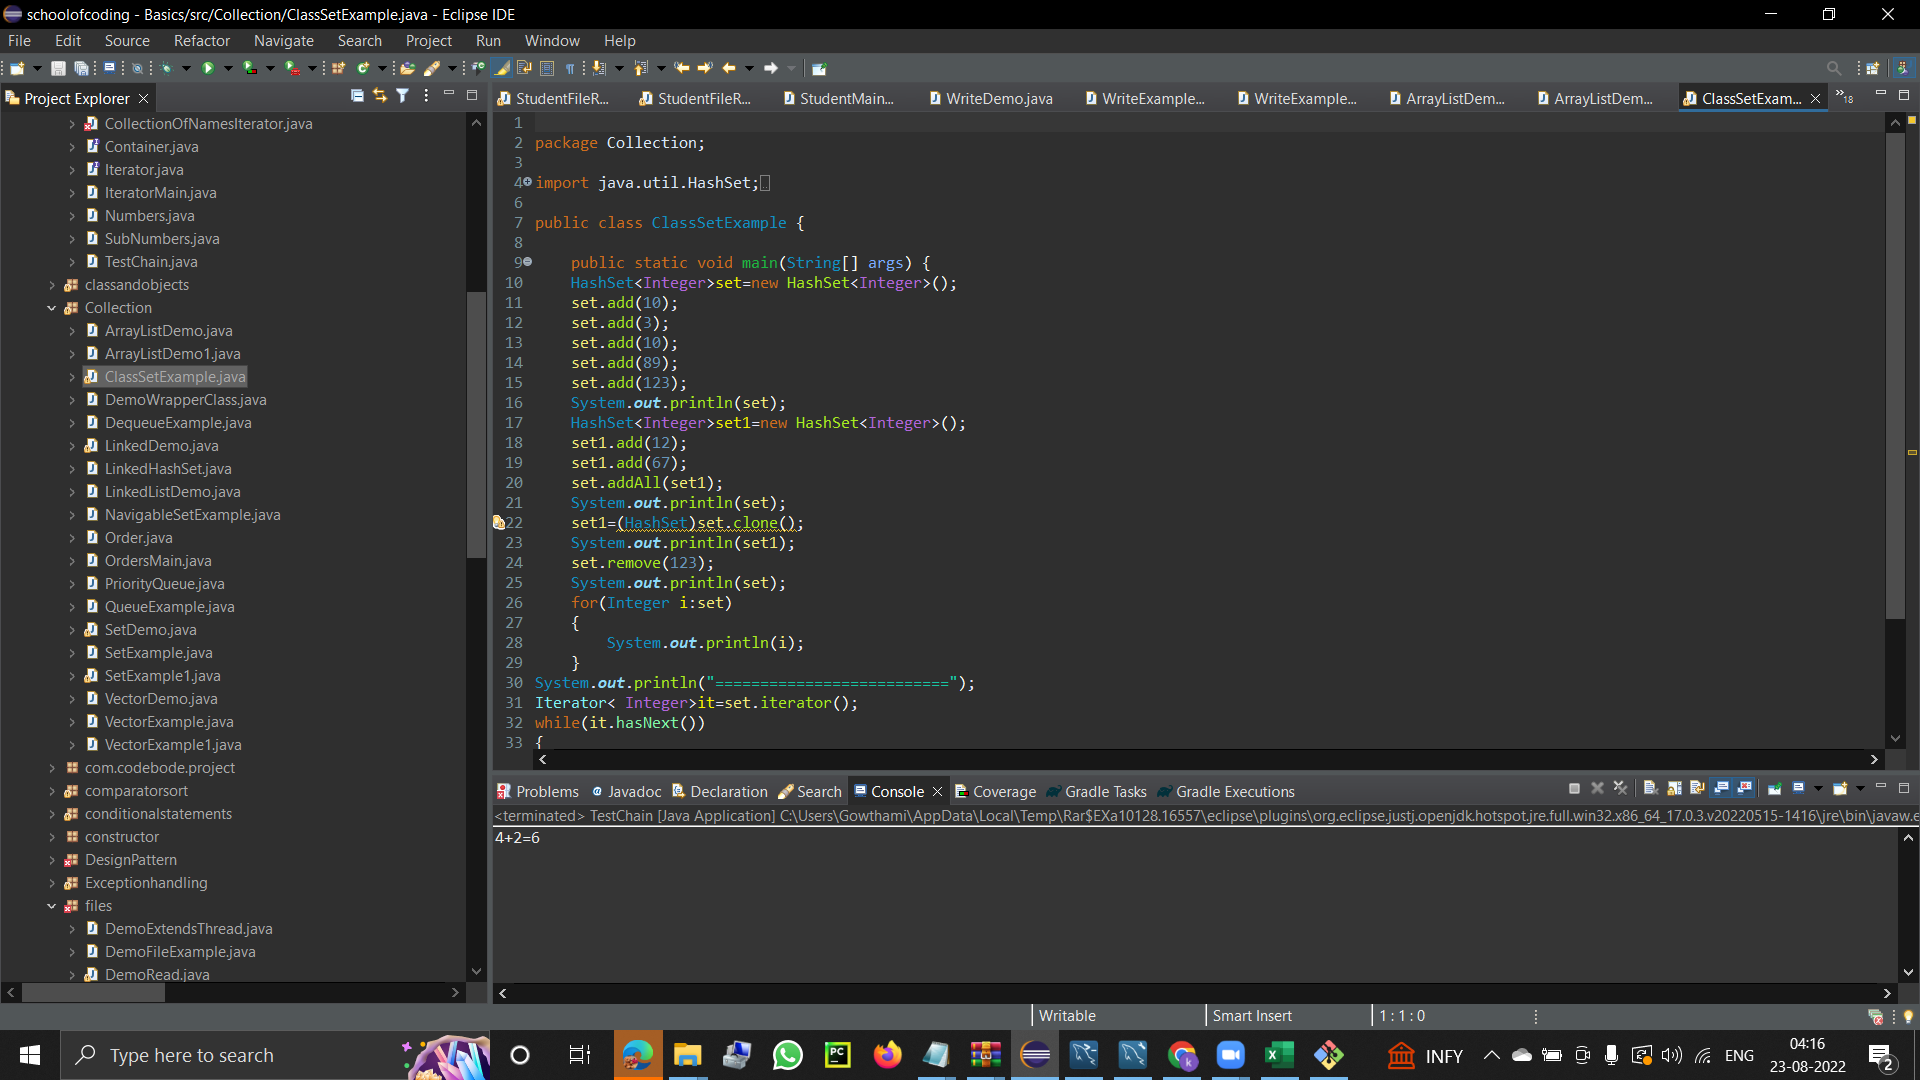 schoolofcoding - Basics/src/Collection/ClassSetExample.java - Eclipse IDE
File Edit Source Refactor Navigate Search Project Run Window Help
Project Explorer
CollectionOfNamesIterator.java
Container.java
Iterator.java
IteratorMain.java
Numbers.java
SubNumbers.java
TestChain.java
classandobjects
Collection
ArrayListDemo.java
ArrayListDemo1.java
ClassSetExample.java
DemoWrapperClass.java
DequeueExample.java
LinkedDemo.java
LinkedHashSet.java
LinkedListDemo.java
NavigableSetExample.java
Order.java
OrdersMain.java
PriorityQueue.java
QueueExample.java
SetDemo.java
SetExample.java
SetExample1.java
VectorDemo.java
VectorExample.java
VectorExample1.java
com.codebode.project
comparatorsort
conditionalstatements
constructor
DesignPattern
Exceptionhandling
files
DemoExtendsThread.java
DemoFileExample.java
DemoRead.java
StudentFileR... StudentFileR... StudentMain... WriteDemo.java WriteExample... WriteExample... ArrayListDem... ArrayListDem... ClassSetExam... »18
1
2 package Collection;
3
4 import java.util.HashSet;
6
7 public class ClassSetExample {
8
9 public static void main(String[] args) {
10 HashSet<Integer>set=new HashSet<Integer>();
11 set.add(10);
12 set.add(3);
13 set.add(10);
14 set.add(89);
15 set.add(123);
16 System.out.println(set);
17 HashSet<Integer>set1=new HashSet<Integer>();
18 set1.add(12);
19 set1.add(67);
20 set.addAll(set1);
21 System.out.println(set);
22 set1=(HashSet)set.clone();
23 System.out.println(set1);
24 set.remove(123);
25 System.out.println(set);
26 for(Integer i:set)
27 {
28 System.out.println(i);
29 }
30 System.out.println("==========================");
31 Iterator< Integer>it=set.iterator();
32 while(it.hasNext())
33 {
Problems Javadoc Declaration Search Console Coverage Gradle Tasks Gradle Executions
<terminated> TestChain [Java Application] C:\Users\Gowthami\AppData\Local\Temp\Rar$EXa10128.16557\eclipse\plugins\org.eclipse.justj.openjdk.hotspot.jre.full.win32.x86_64_17.0.3.v20220515-1416\jre\bin\javaw.e
4+2=6
Writable Smart Insert 1 : 1 : 0
Type here to search
PC
k
INFY
ENG
04:16
23-08-2022
2